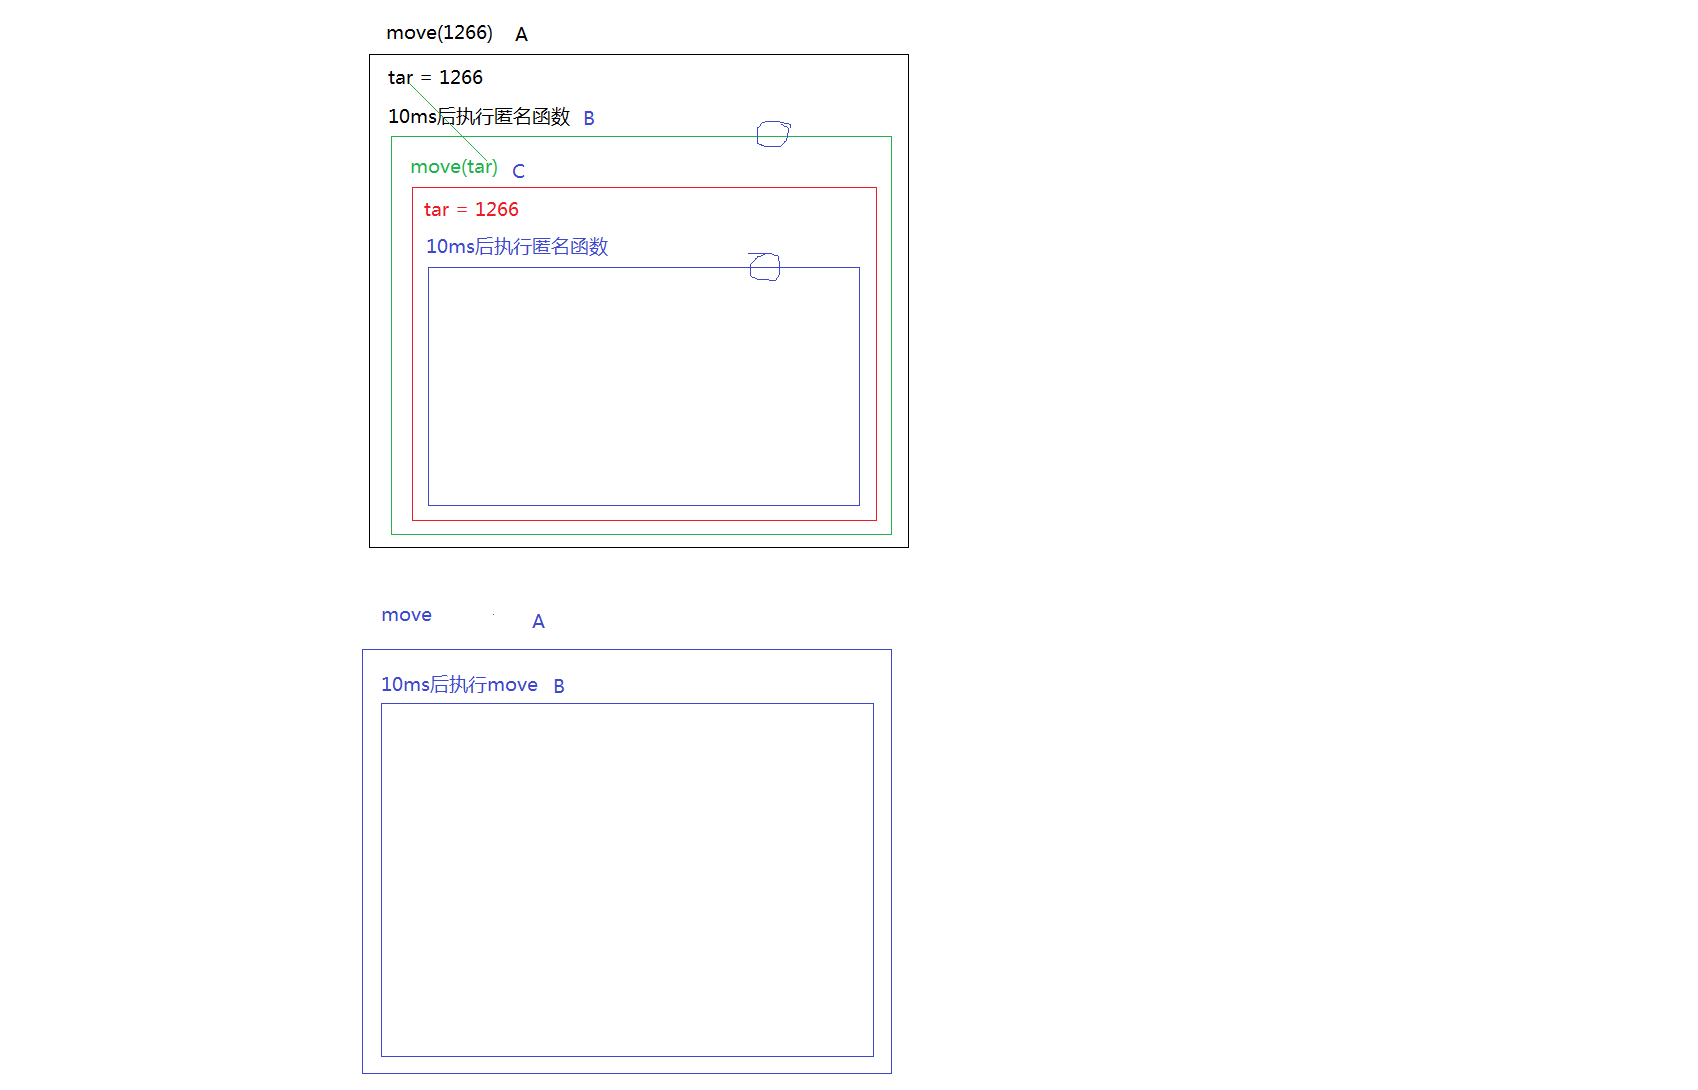 move(1266) A
tar = 1266
10ms后执行匿名函数 B
move(tar) C
tar = 1266
10ms后执行匿名函数
move A
10ms后执行move B